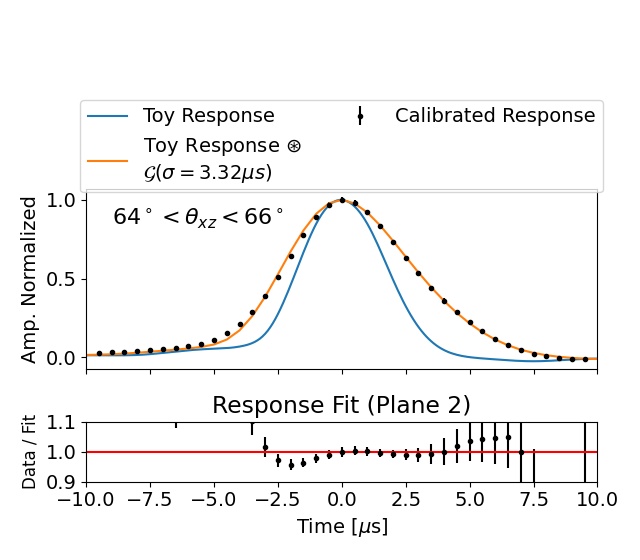 Toy Response
Calibrated Response
Toy Response ⊛
𝒢(σ = 3.32μs)
64° < θxz < 66°
Amp. Normalized
1.0
0.5
0.0
Response Fit (Plane 2)
Data / Fit
1.1
1.0
0.9
−10.0 −7.5 −5.0 −2.5 0.0 2.5 5.0 7.5 10.0
Time [μs]